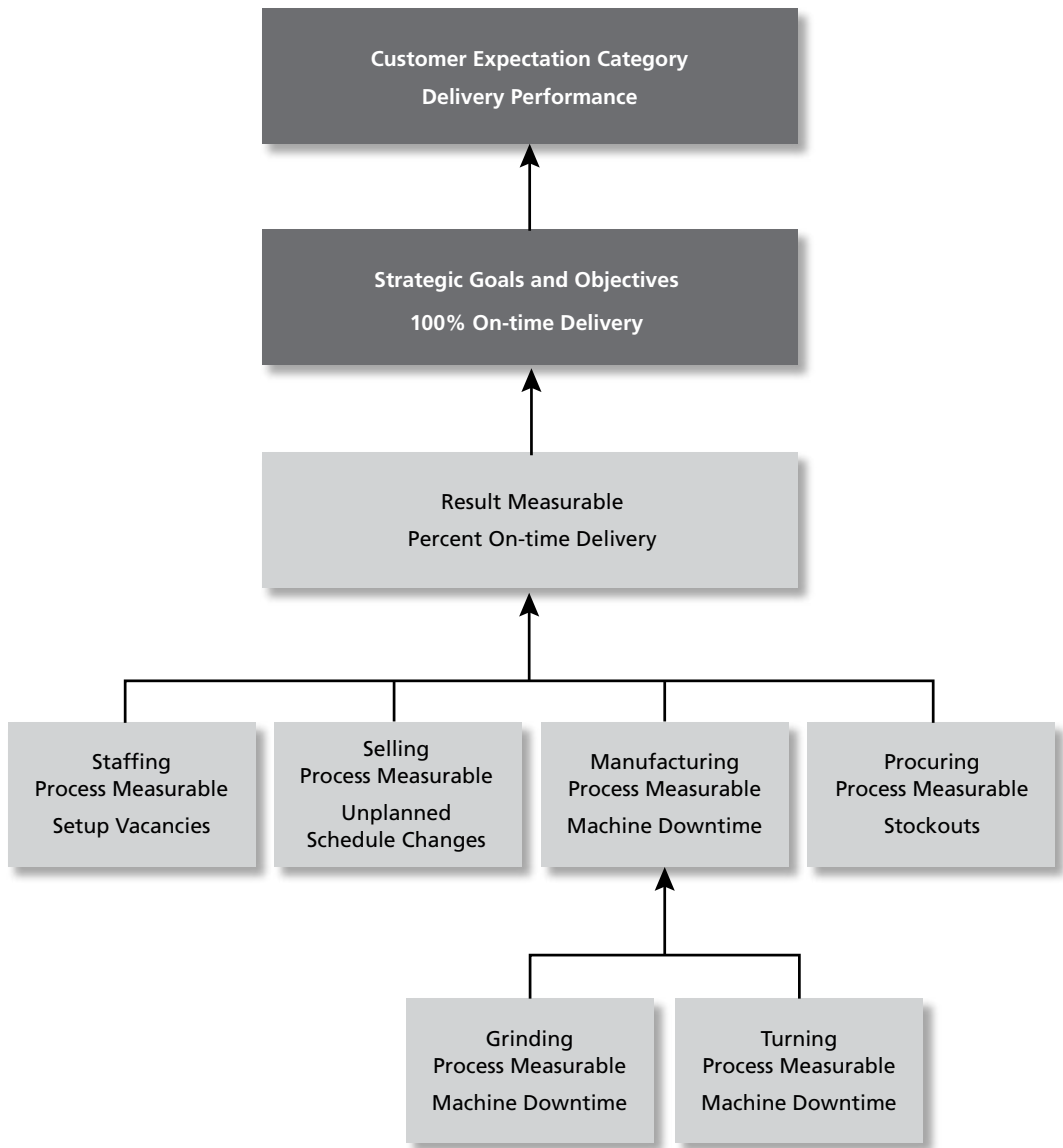 Customer Expectation Category
Delivery Performance
Strategic Goals and Objectives
100% On-time Delivery
Result Measurable
Percent On-time Delivery
Staffing
Process Measurable
Setup Vacancies
Selling
Process Measurable
Unplanned
Schedule Changes
Manufacturing
Process Measurable
Machine Downtime
Procuring
Process Measurable
Stockouts
Grinding
Process Measurable
Machine Downtime
Turning
Process Measurable
Machine Downtime